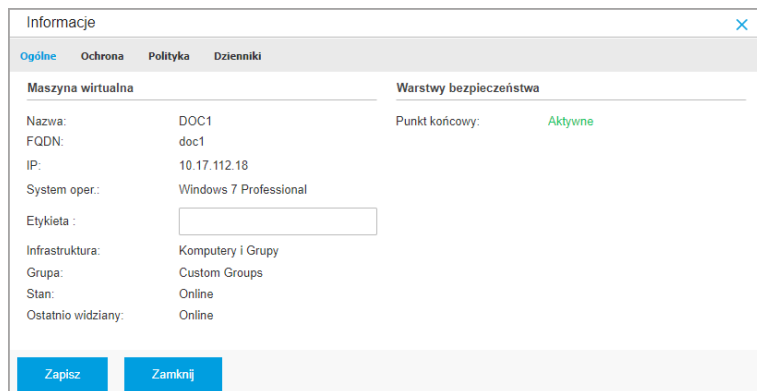 Informacje
Ogólne Ochrona Polityka Dzienniki
Maszyna wirtualna
Warstwy bezpieczeństwa
Nazwa: DOC1
Punkt końcowy: Aktywne
FQDN: doc1
IP: 10.17.112.18
System oper.: Windows 7 Professional
Etykieta :
Infrastruktura: Komputery i Grupy
Grupa: Custom Groups
Stan: Online
Ostatnio widziany: Online
Zapisz Zamknij